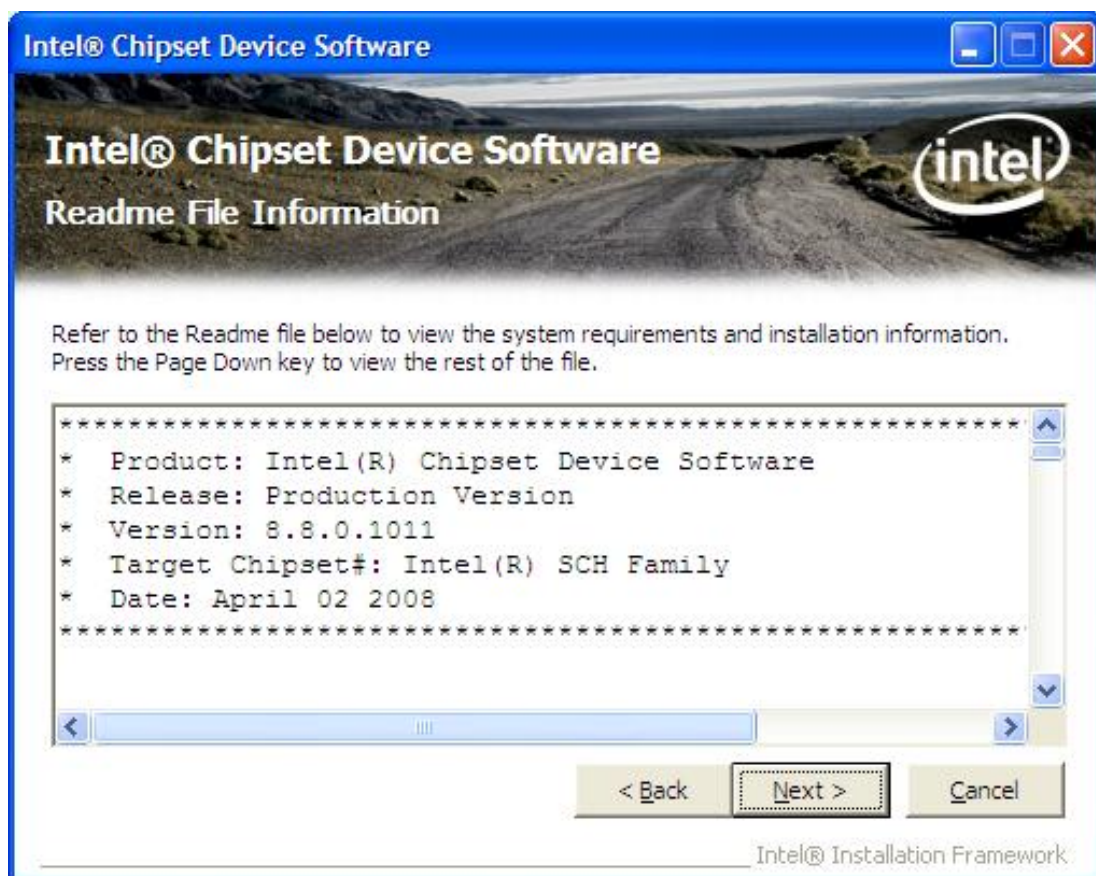 Intel® Chipset Device Software
Intel® Chipset Device Software
intel
Readme File Information
Refer to the Readme file below to view the system requirements and installation information.
Press the Page Down key to view the rest of the file.
*********************************************************
* Product: Intel(R) Chipset Device Software
* Release: Production Version
* Version: 8.8.0.1011
* Target Chipset#: Intel(R) SCH Family
* Date: April 02 2008
*********************************************************
< Back Next > Cancel
Intel® Installation Framework